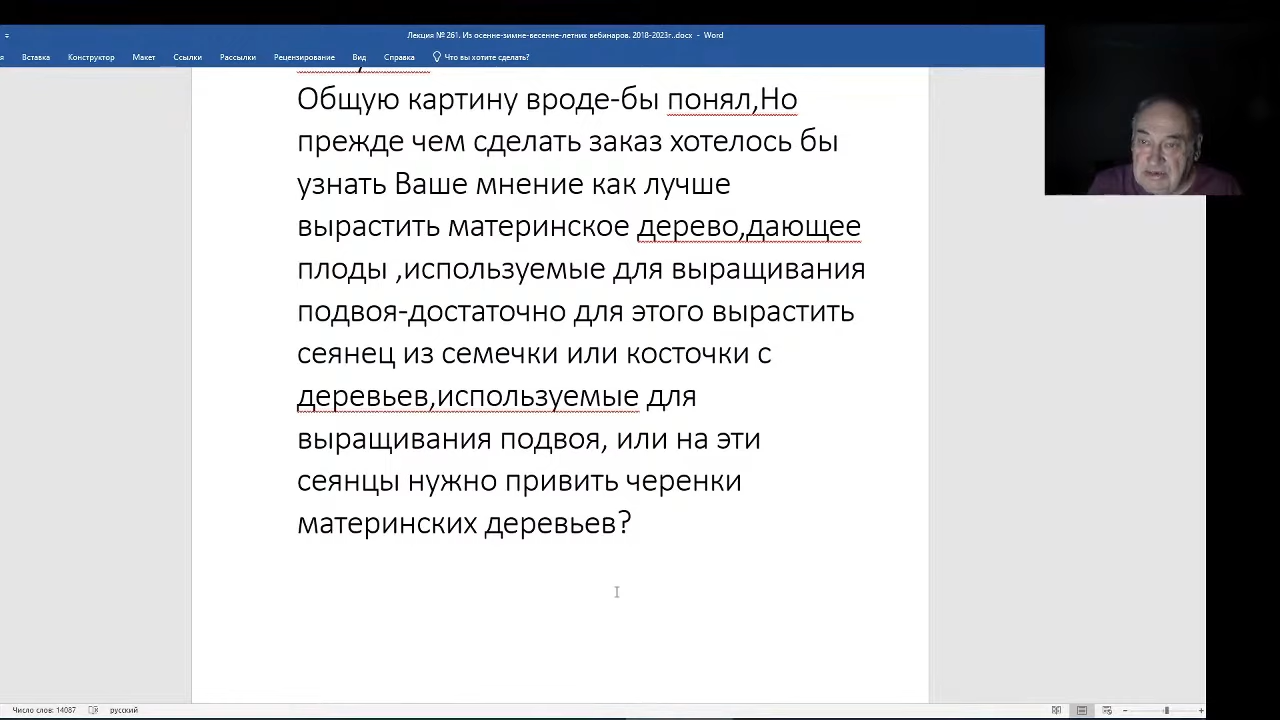 Лекция № 261. Из осенне-зимне-весенне-летних вебинаров. 2018-2023г..docx - Word
Вставка Конструктор Макет Ссылки Рассылки Рецензирование Вид Справка Что вы хотите сделать?
Общую картину вроде-бы понял,Но
прежде чем сделать заказ хотелось бы
узнать Ваше мнение как лучше
вырастить материнское дерево,дающее
плоды ,используемые для выращивания
подвоя-достаточно для этого вырастить
сеянец из семечки или косточки с
деревьев,используемые для
выращивания подвоя, или на эти
сеянцы нужно привить черенки
материнских деревьев?
Число слов: 14087 русский